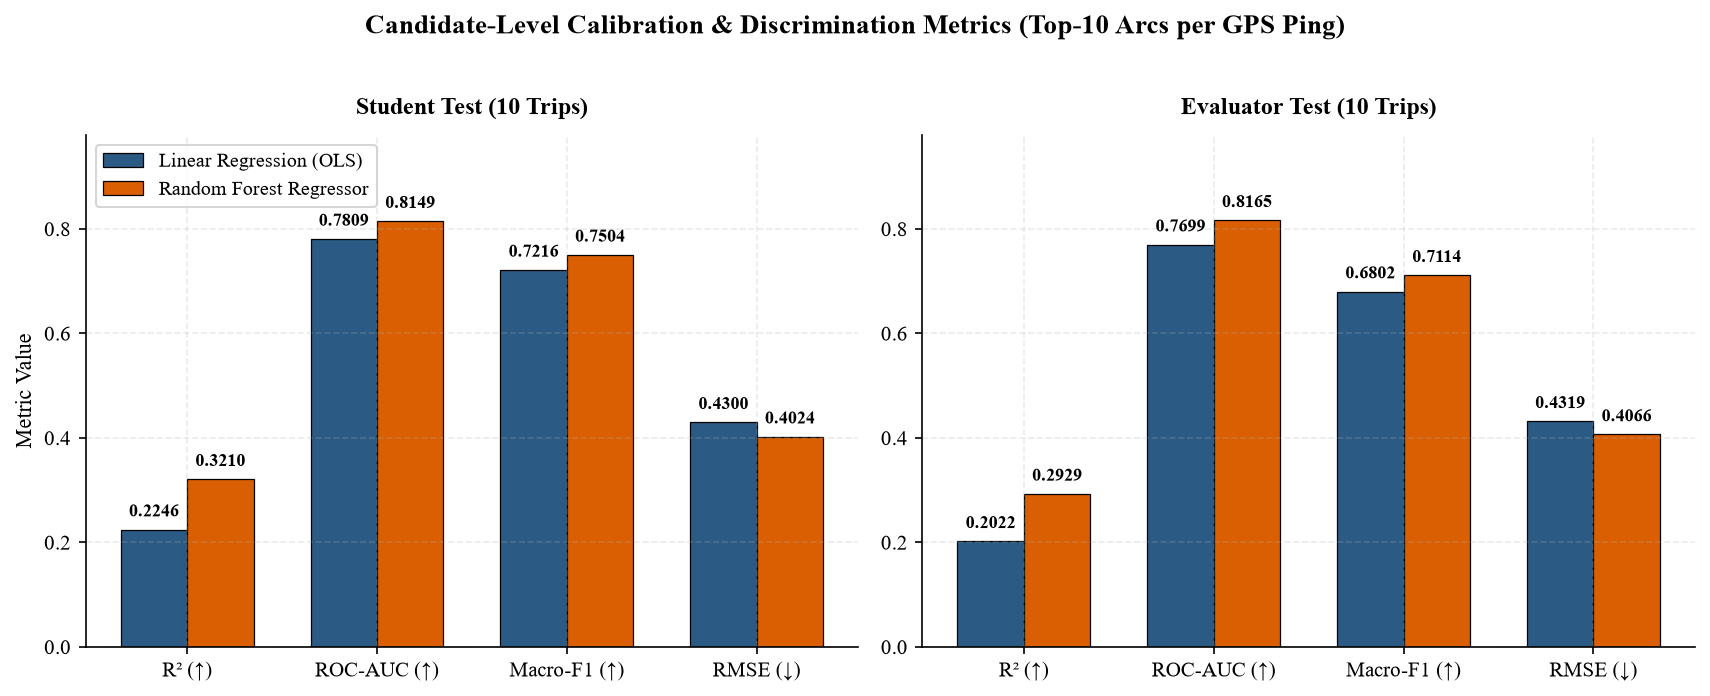 Candidate-Level Calibration & Discrimination Metrics (Top-10 Arcs per GPS Ping)
Student Test (10 Trips)
Linear Regression (OLS)
Random Forest Regressor
Metric Value
0.8
0.6
0.4
0.2
0.0
0.2246
0.3210
0.7809
0.8149
0.7216
0.7504
0.4300
0.4024
R² (↑)
ROC-AUC (↑)
Macro-F1 (↑)
RMSE (↓)
Evaluator Test (10 Trips)
0.8
0.6
0.4
0.2
0.0
0.2022
0.2929
0.7699
0.8165
0.6802
0.7114
0.4319
0.4066
R² (↑)
ROC-AUC (↑)
Macro-F1 (↑)
RMSE (↓)